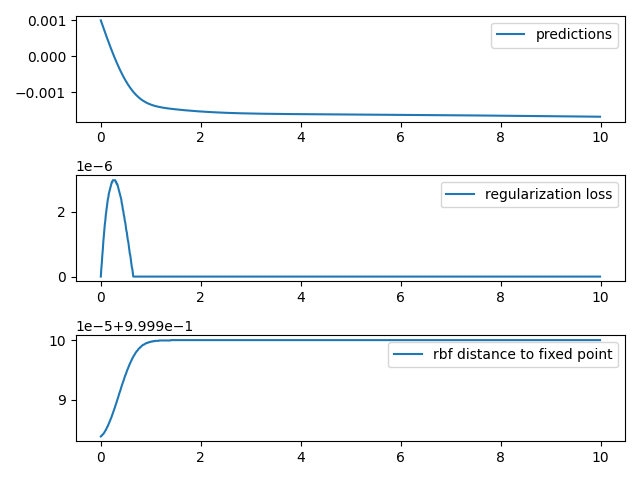 0.001
0.000
−0.001
predictions
0 2 4 6 8 10
1e−6
2
0
regularization loss
0 2 4 6 8 10
1e−5+9.999e−1
10
9
rbf distance to fixed point
0 2 4 6 8 10